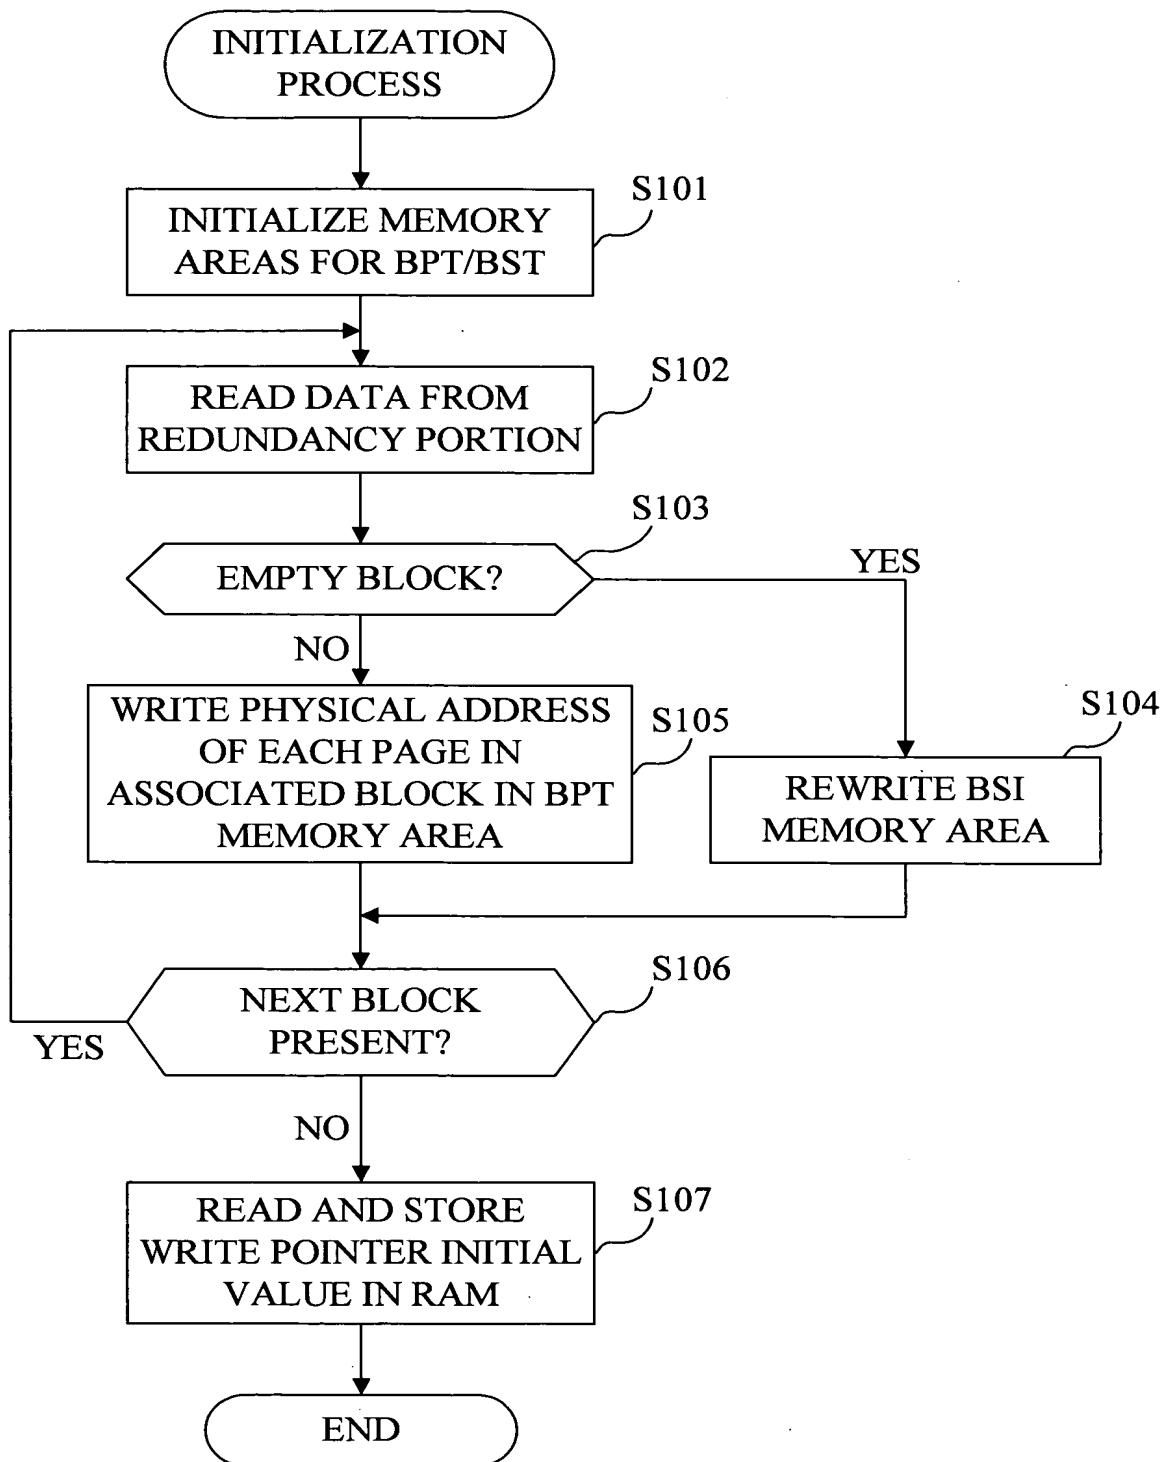 INITIALIZATION
PROCESS
S101
INITIALIZE MEMORY
AREAS FOR BPT/BST
S102
READ DATA FROM
REDUNDANCY PORTION
S103
EMPTY BLOCK?
YES
NO
S105
WRITE PHYSICAL ADDRESS
OF EACH PAGE IN
ASSOCIATED BLOCK IN BPT
MEMORY AREA
S104
REWRITE BSI
MEMORY AREA
S106
NEXT BLOCK
PRESENT?
YES
NO
S107
READ AND STORE
WRITE POINTER INITIAL
VALUE IN RAM
END